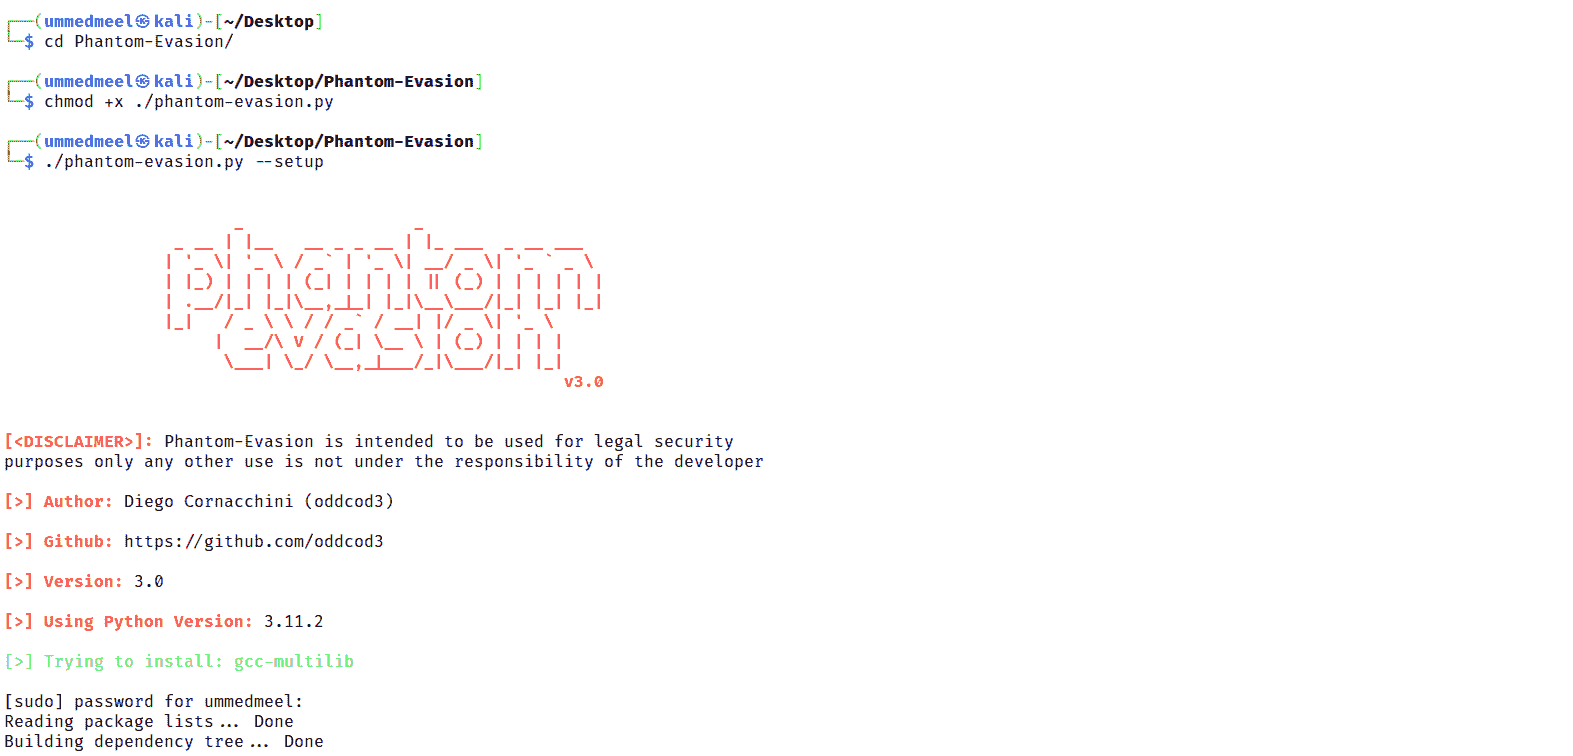 ┌──(ummedmeel㉿kali)-[~/Desktop]
└─$ cd Phantom-Evasion/
┌──(ummedmeel㉿kali)-[~/Desktop/Phantom-Evasion]
└─$ chmod +x ./phantom-evasion.py
┌──(ummedmeel㉿kali)-[~/Desktop/Phantom-Evasion]
└─$ ./phantom-evasion.py --setup
phantom
evasion
v3.0
[<DISCLAIMER>]: Phantom-Evasion is intended to be used for legal security
purposes only any other use is not under the responsibility of the developer
[>] Author: Diego Cornacchini (oddcod3)
[>] Github: https://github.com/oddcod3
[>] Version: 3.0
[>] Using Python Version: 3.11.2
[>] Trying to install: gcc-multilib
[sudo] password for ummedmeel:
Reading package lists... Done
Building dependency tree... Done